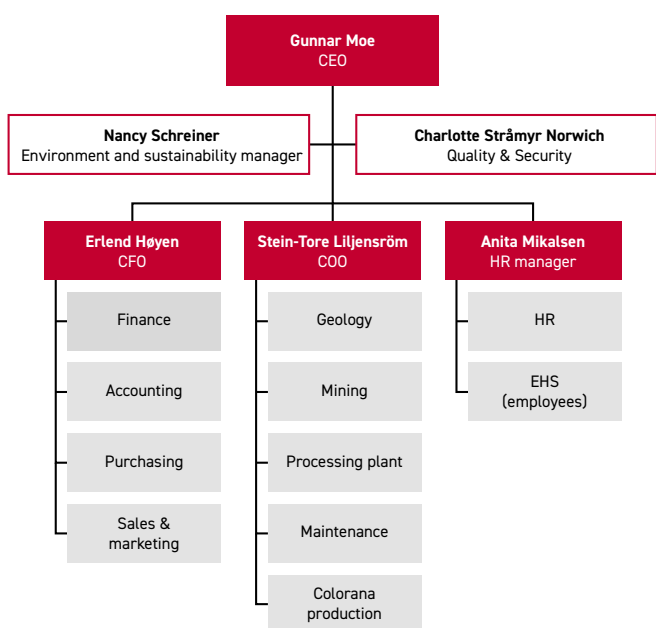 Gunnar Moe
CEO
Nancy Schreiner
Environment and sustainability manager
Charlotte Stråmyr Norwich
Quality & Security
Erlend Høyen
CFO
Stein-Tore Liljensröm
COO
Anita Mikalsen
HR manager
Finance
Accounting
Purchasing
Sales &
marketing
Geology
Mining
Processing plant
Maintenance
Colorana
production
HR
EHS
(employees)